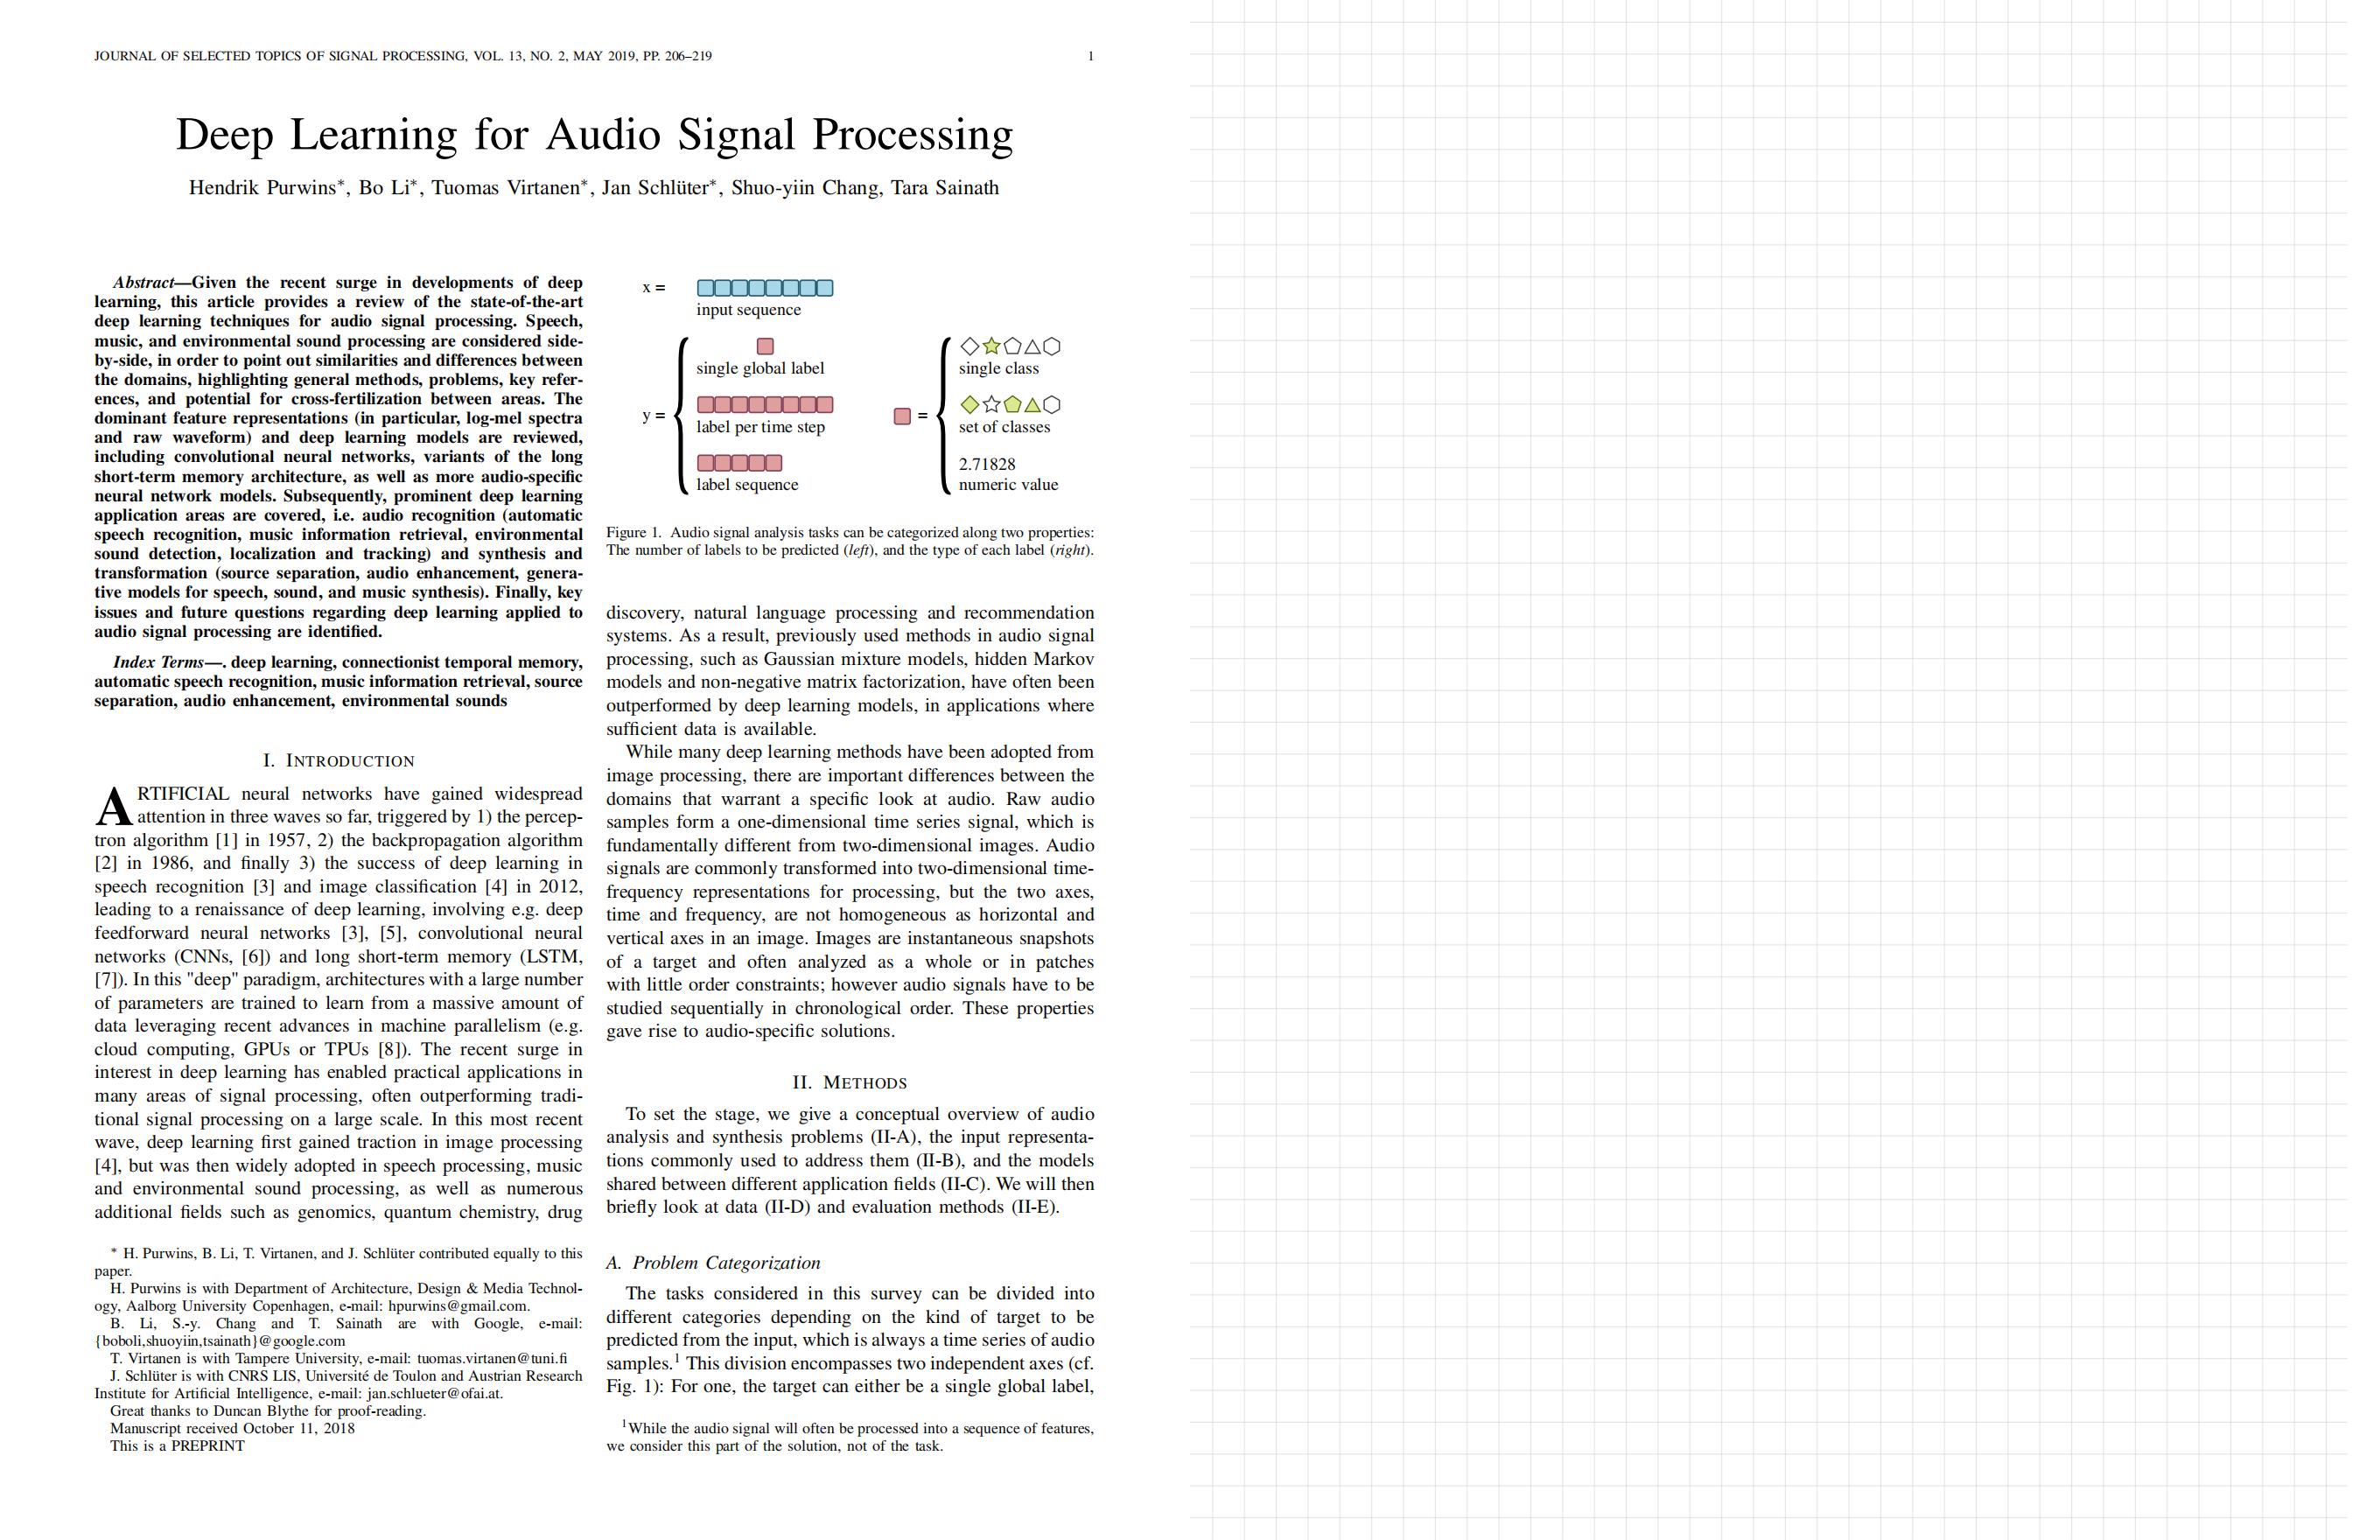 JOURNAL OF SELECTED TOPICS OF SIGNAL PROCESSING, VOL. 13, NO. 2, MAY 2019, PP. 206–219
1
Deep Learning for Audio Signal Processing
Hendrik Purwins*, Bo Li*, Tuomas Virtanen*, Jan Schlüter*, Shuo-yiin Chang, Tara Sainath
Abstract—Given the recent surge in developments of deep
learning, this article provides a review of the state-of-the-art
deep learning techniques for audio signal processing. Speech,
music, and environmental sound processing are considered side-
by-side, in order to point out similarities and differences between
the domains, highlighting general methods, problems, key refer-
ences, and potential for cross-fertilization between areas. The
dominant feature representations (in particular, log-mel spectra
and raw waveform) and deep learning models are reviewed,
including convolutional neural networks, variants of the long
short-term memory architecture, as well as more audio-specific
neural network models. Subsequently, prominent deep learning
application areas are covered, i.e. audio recognition (automatic
speech recognition, music information retrieval, environmental
sound detection, localization and tracking) and synthesis and
transformation (source separation, audio enhancement, genera-
tive models for speech, sound, and music synthesis). Finally, key
issues and future questions regarding deep learning applied to
audio signal processing are identified.
Index Terms—. deep learning, connectionist temporal memory,
automatic speech recognition, music information retrieval, source
separation, audio enhancement, environmental sounds
I. INTRODUCTION
ARTIFICIAL neural networks have gained widespread
attention in three waves so far, triggered by 1) the percep-
tron algorithm [1] in 1957, 2) the backpropagation algorithm
[2] in 1986, and finally 3) the success of deep learning in
speech recognition [3] and image classification [4] in 2012,
leading to a renaissance of deep learning, involving e.g. deep
feedforward neural networks [3], [5], convolutional neural
networks (CNNs, [6]) and long short-term memory (LSTM,
[7]). In this "deep" paradigm, architectures with a large number
of parameters are trained to learn from a massive amount of
data leveraging recent advances in machine parallelism (e.g.
cloud computing, GPUs or TPUs [8]). The recent surge in
interest in deep learning has enabled practical applications in
many areas of signal processing, often outperforming tradi-
tional signal processing on a large scale. In this most recent
wave, deep learning first gained traction in image processing
[4], but was then widely adopted in speech processing, music
and environmental sound processing, as well as numerous
additional fields such as genomics, quantum chemistry, drug
* H. Purwins, B. Li, T. Virtanen, and J. Schlüter contributed equally to this
paper.
H. Purwins is with Department of Architecture, Design & Media Technol-
ogy, Aalborg University Copenhagen, e-mail: hpurwins@gmail.com.
B. Li, S.-y. Chang and T. Sainath are with Google, e-mail:
{boboli,shuoyiin,tsainath}@google.com
T. Virtanen is with Tampere University, e-mail: tuomas.virtanen@tuni.fi
J. Schlüter is with CNRS LIS, Université de Toulon and Austrian Research
Institute for Artificial Intelligence, e-mail: jan.schlueter@ofai.at.
Great thanks to Duncan Blythe for proof-reading.
Manuscript received October 11, 2018
This is a PREPRINT
x =
input sequence
y =
single global label
label per time step
label sequence
=
single class
set of classes
2.71828
numeric value
Figure 1. Audio signal analysis tasks can be categorized along two properties:
The number of labels to be predicted (left), and the type of each label (right).
discovery, natural language processing and recommendation
systems. As a result, previously used methods in audio signal
processing, such as Gaussian mixture models, hidden Markov
models and non-negative matrix factorization, have often been
outperformed by deep learning models, in applications where
sufficient data is available.
While many deep learning methods have been adopted from
image processing, there are important differences between the
domains that warrant a specific look at audio. Raw audio
samples form a one-dimensional time series signal, which is
fundamentally different from two-dimensional images. Audio
signals are commonly transformed into two-dimensional time-
frequency representations for processing, but the two axes,
time and frequency, are not homogeneous as horizontal and
vertical axes in an image. Images are instantaneous snapshots
of a target and often analyzed as a whole or in patches
with little order constraints; however audio signals have to be
studied sequentially in chronological order. These properties
gave rise to audio-specific solutions.
II. METHODS
To set the stage, we give a conceptual overview of audio
analysis and synthesis problems (II-A), the input representa-
tions commonly used to address them (II-B), and the models
shared between different application fields (II-C). We will then
briefly look at data (II-D) and evaluation methods (II-E).
A. Problem Categorization
The tasks considered in this survey can be divided into
different categories depending on the kind of target to be
predicted from the input, which is always a time series of audio
samples.1 This division encompasses two independent axes (cf.
Fig. 1): For one, the target can either be a single global label,
1While the audio signal will often be processed into a sequence of features,
we consider this part of the solution, not of the task.